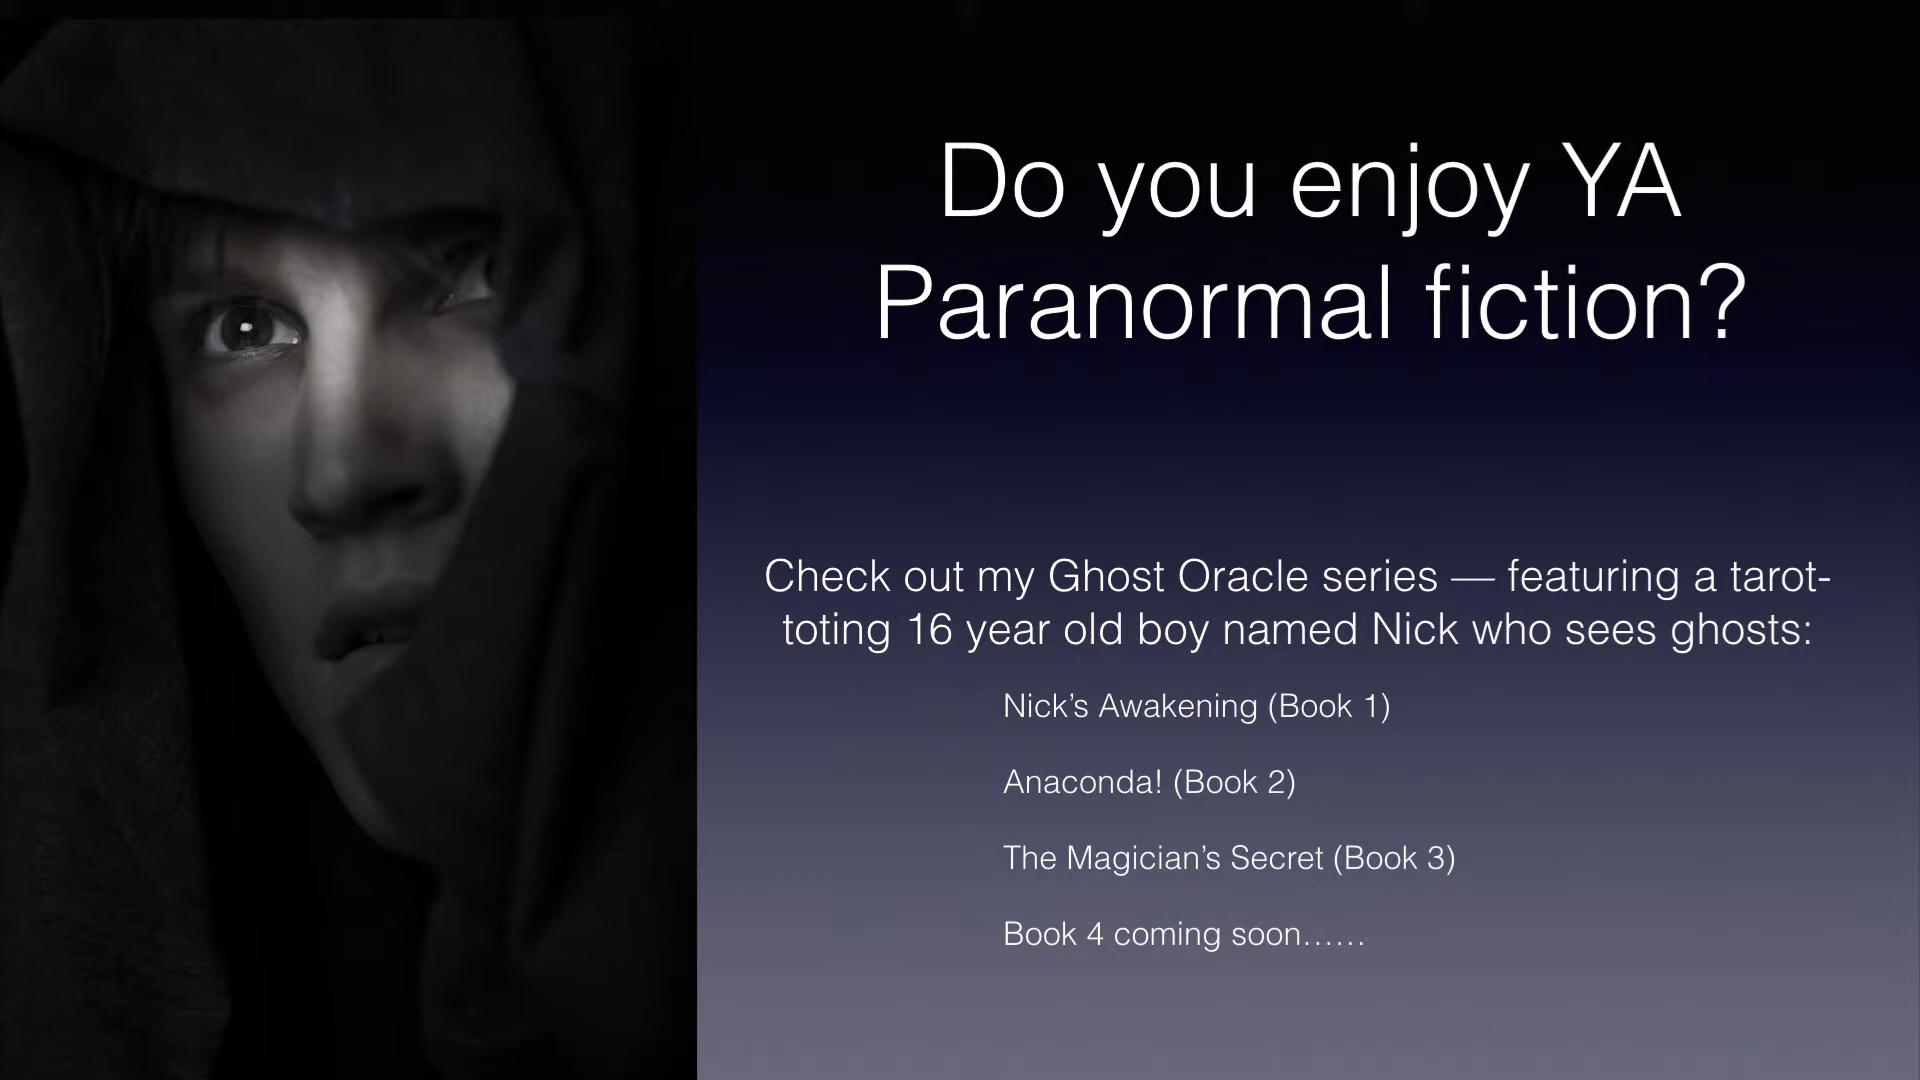 Do you enjoy YA
Paranormal fiction?
Check out my Ghost Oracle series — featuring a tarot-
toting 16 year old boy named Nick who sees ghosts:
Nick’s Awakening (Book 1)
Anaconda! (Book 2)
The Magician’s Secret (Book 3)
Book 4 coming soon……